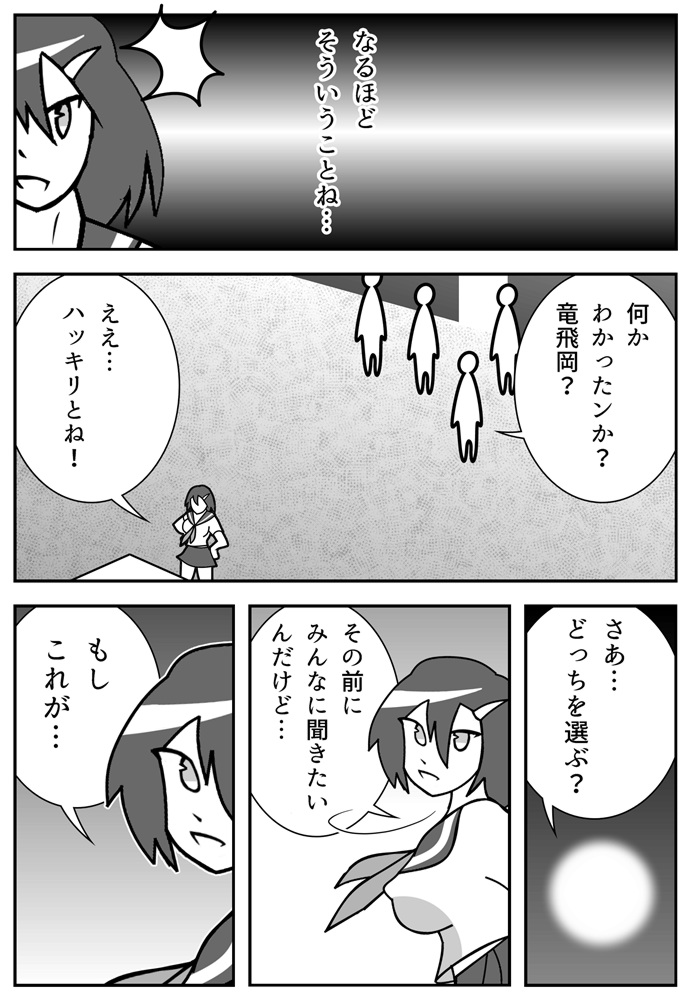 なるほど
そういうことね…
何か
わかったンか？
竜飛岡？
ええ…
ハッキリとね！
さあ…
どっちを選ぶ？
その前に
みんなに聞きたい
んだけど…
もし
これが…